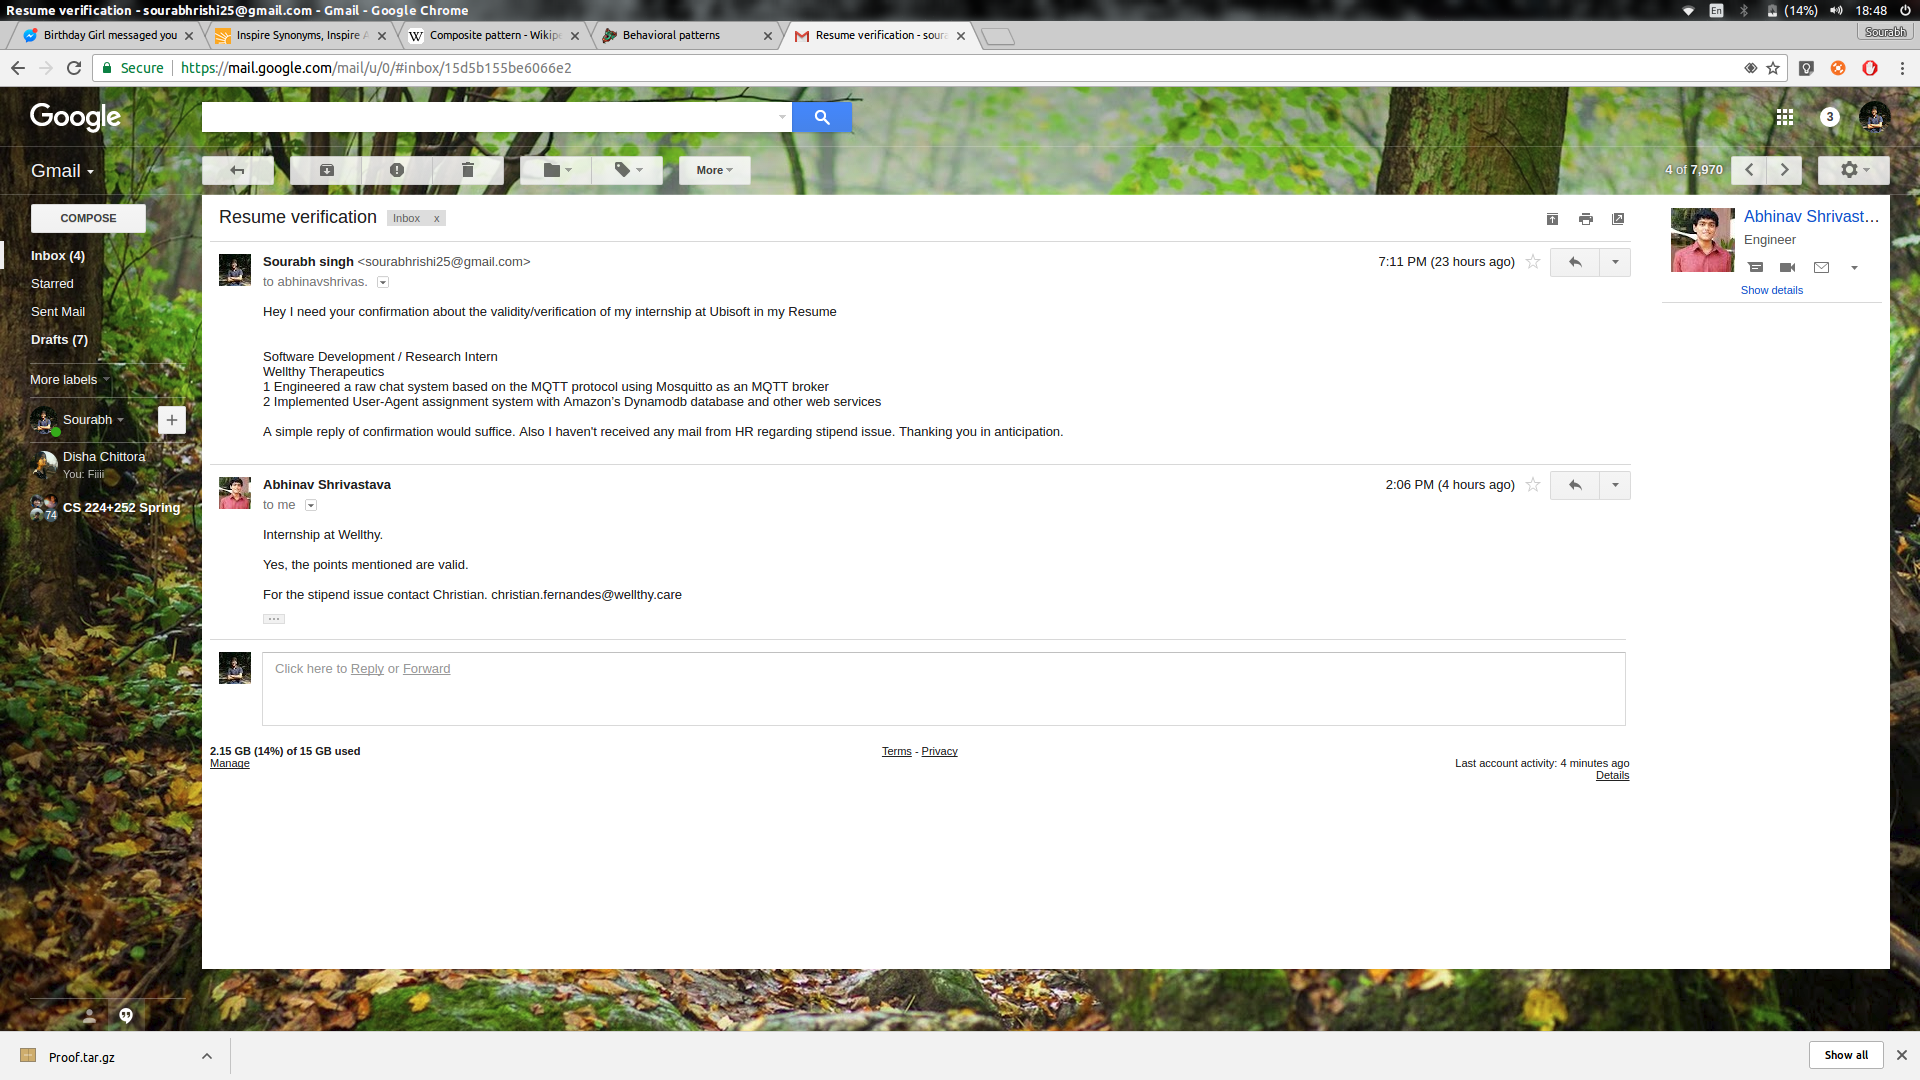 Resume verification - sourabhrishi25@gmail.com - Gmail - Google Chrome
En
(14%)
18:48
Birthday Girl messaged you
Inspire Synonyms, Inspire A
Composite pattern - Wikipe
Behavioral patterns
Resume verification - soura
Sourabh
Secure
https://mail.google.com/mail/u/0/#inbox/15d5b155be6066e2
Google
3
Gmail
More
4 of 7,970
COMPOSE
Inbox (4)
Starred
Sent Mail
Drafts (7)
More labels
Sourabh
Disha Chittora
You: Fiiii
74
CS 224+252 Spring
Resume verification
Inbox x
Sourabh singh <sourabhrishi25@gmail.com>
7:11 PM (23 hours ago)
to abhinavshrivas.
Hey I need your confirmation about the validity/verification of my internship at Ubisoft in my Resume
Software Development / Research Intern
Wellthy Therapeutics
1 Engineered a raw chat system based on the MQTT protocol using Mosquitto as an MQTT broker
2 Implemented User-Agent assignment system with Amazon's Dynamodb database and other web services
A simple reply of confirmation would suffice. Also I haven't received any mail from HR regarding stipend issue. Thanking you in anticipation.
Abhinav Shrivastava
2:06 PM (4 hours ago)
to me
Internship at Wellthy.
Yes, the points mentioned are valid.
For the stipend issue contact Christian. christian.fernandes@wellthy.care
Click here to Reply or Forward
2.15 GB (14%) of 15 GB used
Manage
Terms - Privacy
Last account activity: 4 minutes ago
Details
Abhinav Shrivast...
Engineer
Show details
Proof.tar.gz
Show all